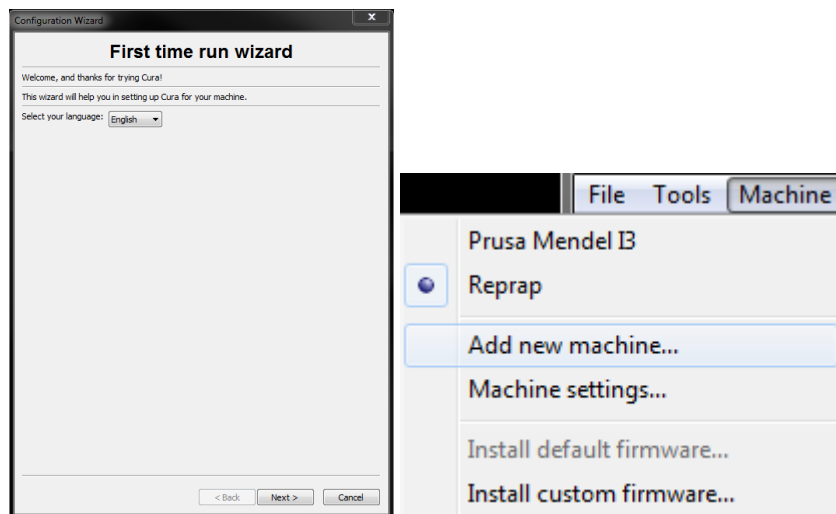 Configuration Wizard
x
First time run wizard
Welcome, and thanks for trying Cura!
This wizard will help you in setting up Cura for your machine.
Select your language: English
< Back Next > Cancel
File Tools Machine
Prusa Mendel I3
Reprap
Add new machine...
Machine settings...
Install default firmware...
Install custom firmware...